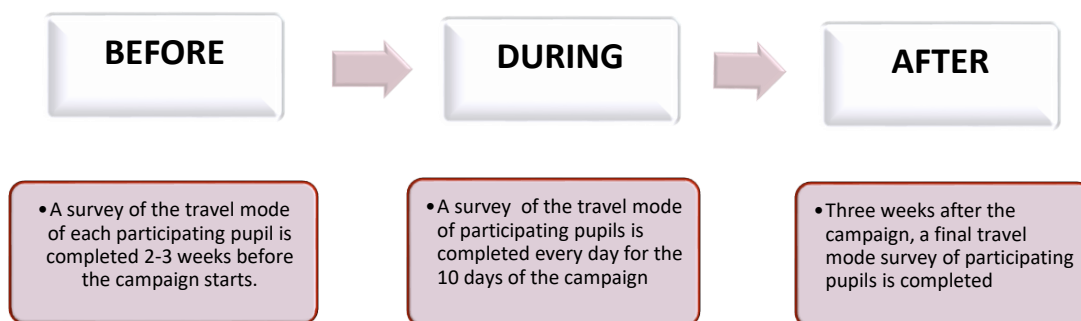 BEFORE
DURING
AFTER
•A survey of the travel mode
of each participating pupil is
completed 2-3 weeks before
the campaign starts.
•A survey  of the travel mode
of participating pupils is
completed every day for the
10 days of the campaign
•Three weeks after the
campaign, a final travel
mode survey of participating
pupils is completed